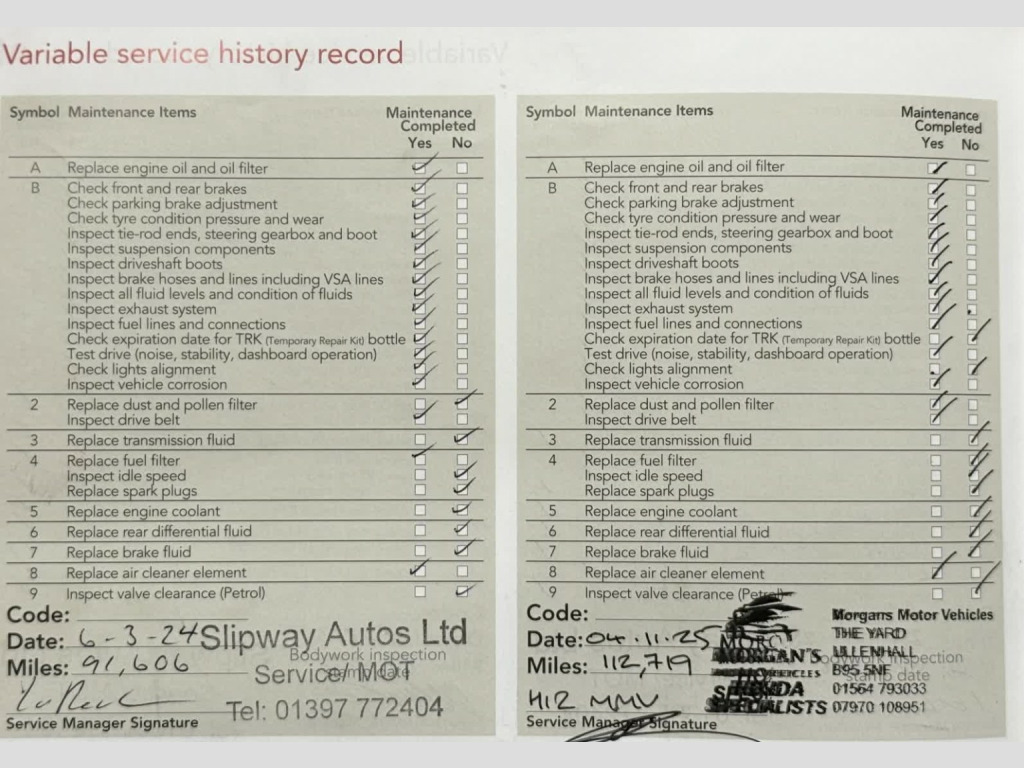 Variable service history record
Symbol Maintenance Items Maintenance Completed
Yes No
A Replace engine oil and oil filter
B Check front and rear brakes
Check parking brake adjustment
Check tyre condition pressure and wear
Inspect tie-rod ends, steering gearbox and boot
Inspect suspension components
Inspect driveshaft boots
Inspect brake hoses and lines including VSA lines
Inspect all fluid levels and condition of fluids
Inspect exhaust system
Inspect fuel lines and connections
Check expiration date for TRK (Temporary Repair Kit) bottle
Test drive (noise, stability, dashboard operation)
Check lights alignment
Inspect vehicle corrosion
2 Replace dust and pollen filter
Inspect drive belt
3 Replace transmission fluid
4 Replace fuel filter
Inspect idle speed
Replace spark plugs
5 Replace engine coolant
6 Replace rear differential fluid
7 Replace brake fluid
8 Replace air cleaner element
9 Inspect valve clearance (Petrol)
Code:
Date: 6-3-24
Miles: 91,606
Service Manager Signature
Slipway Autos Ltd
Bodywork inspection
stamp date
Service/ MOT
Tel: 01397 772404
Symbol Maintenance Items Maintenance Completed
Yes No
A Replace engine oil and oil filter
B Check front and rear brakes
Check parking brake adjustment
Check tyre condition pressure and wear
Inspect tie-rod ends, steering gearbox and boot
Inspect suspension components
Inspect driveshaft boots
Inspect brake hoses and lines including VSA lines
Inspect all fluid levels and condition of fluids
Inspect exhaust system
Inspect fuel lines and connections
Check expiration date for TRK (Temporary Repair Kit) bottle
Test drive (noise, stability, dashboard operation)
Check lights alignment
Inspect vehicle corrosion
2 Replace dust and pollen filter
Inspect drive belt
3 Replace transmission fluid
4 Replace fuel filter
Inspect idle speed
Replace spark plugs
5 Replace engine coolant
6 Replace rear differential fluid
7 Replace brake fluid
8 Replace air cleaner element
9 Inspect valve clearance (Petrol)
Code:
Date: 04.11.25
Miles: 112,719
H12 MMV
Service Manager Signature
MORGAN'S
HONDA
SPECIALISTS
Bodywork inspection
stamp date
Morgans Motor Vehicles
THE YARD
ULLENHALL
B95 5NF
01564 793033
07970 108951